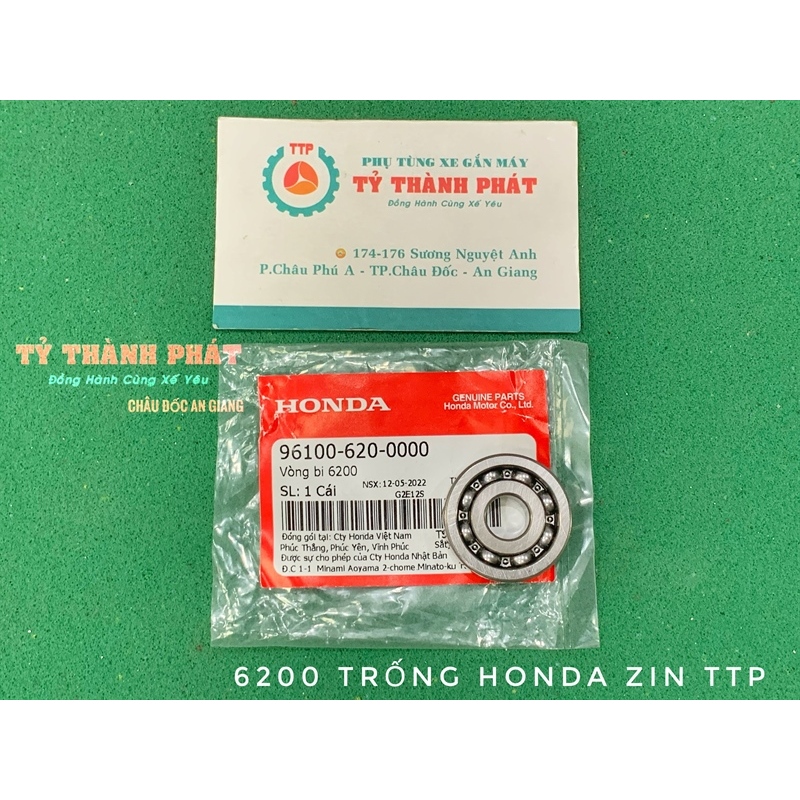 TTP
PHỤ TÙNG XE GẮN MÁY
TỶ THÀNH PHÁT
Đồng Hành Cùng Xế Yêu
174-176 Sương Nguyệt Anh
P.Châu Phú A - TP.Châu Đốc - An Giang
TỶ THÀNH PHÁT
Đồng Hành Cùng Xế Yêu
CHÂU ĐỐC AN GIANG
HONDA
GENUINE PARTS
Honda Motor Co., Ltd.
96100-620-0000
Vòng bi 6200
NSX:12-05-2022
SL: 1 Cái
G2E12S
Đóng gói tại: Cty Honda Việt Nam
Phúc Thắng, Phúc Yên, Vĩnh Phúc
Được sự cho phép của Cty Honda Nhật Bản
Đ.C 1-1 Minami Aoyama 2-chome Minato-ku
6200 TRỐNG HONDA ZIN TTP